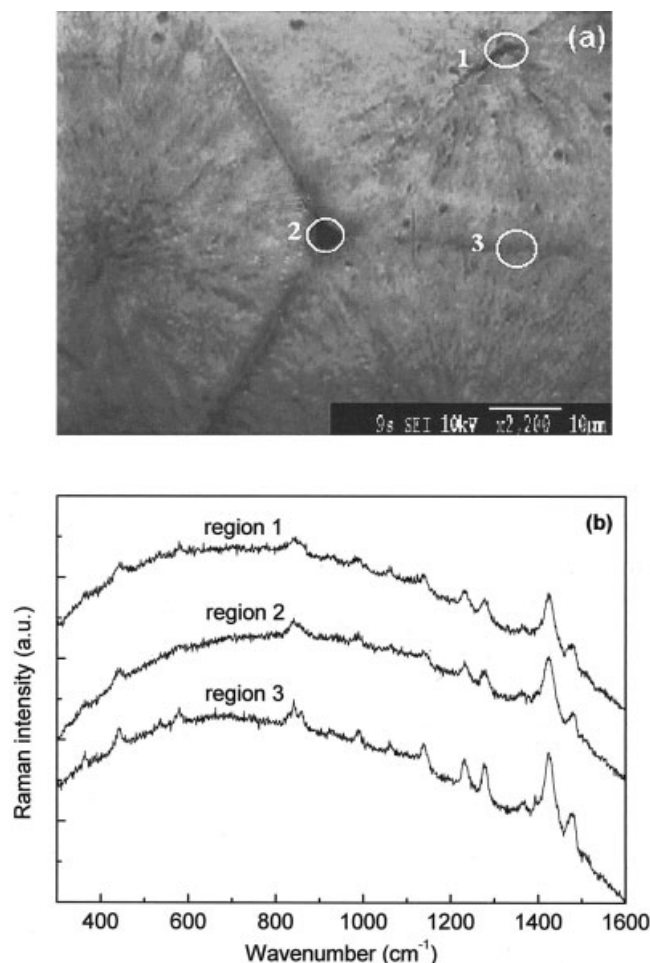 (a)
1
2
3
9s SEI 10kV x2,200 10μm
(b)
region 1
region 2
region 3
Raman intensity (a.u.)
400 600 800 1000 1200 1400 1600
Wavenumber (cm⁻¹)